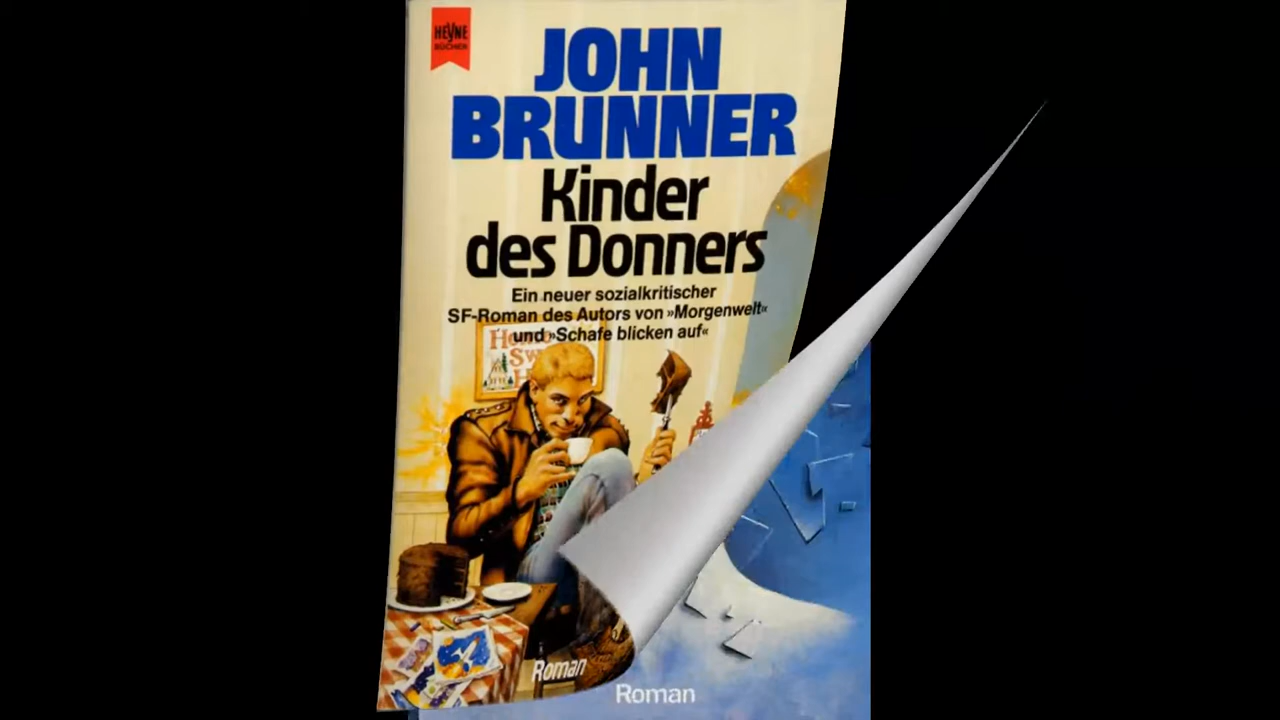 HEYNE
BÜCHER
JOHN
BRUNNER
Kinder
des Donners
Ein neuer sozialkritischer
SF-Roman des Autors von »Morgenwelt«
und »Schafe blicken auf«
Roman
Roman